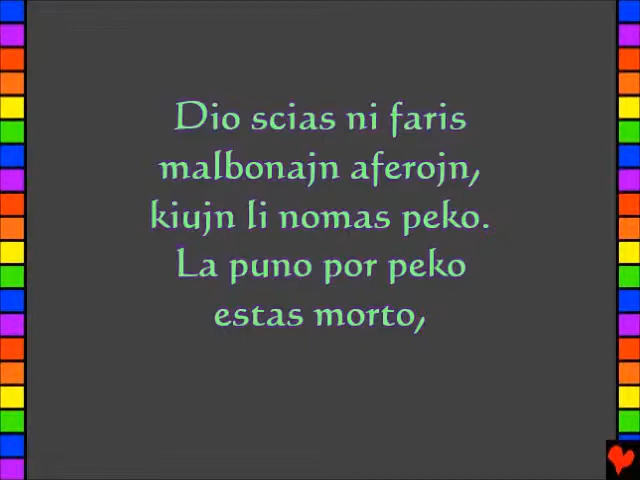 Dio scias ni faris
malbonajn aferojn,
kiujn li nomas peko.
La puno por peko
estas morto,